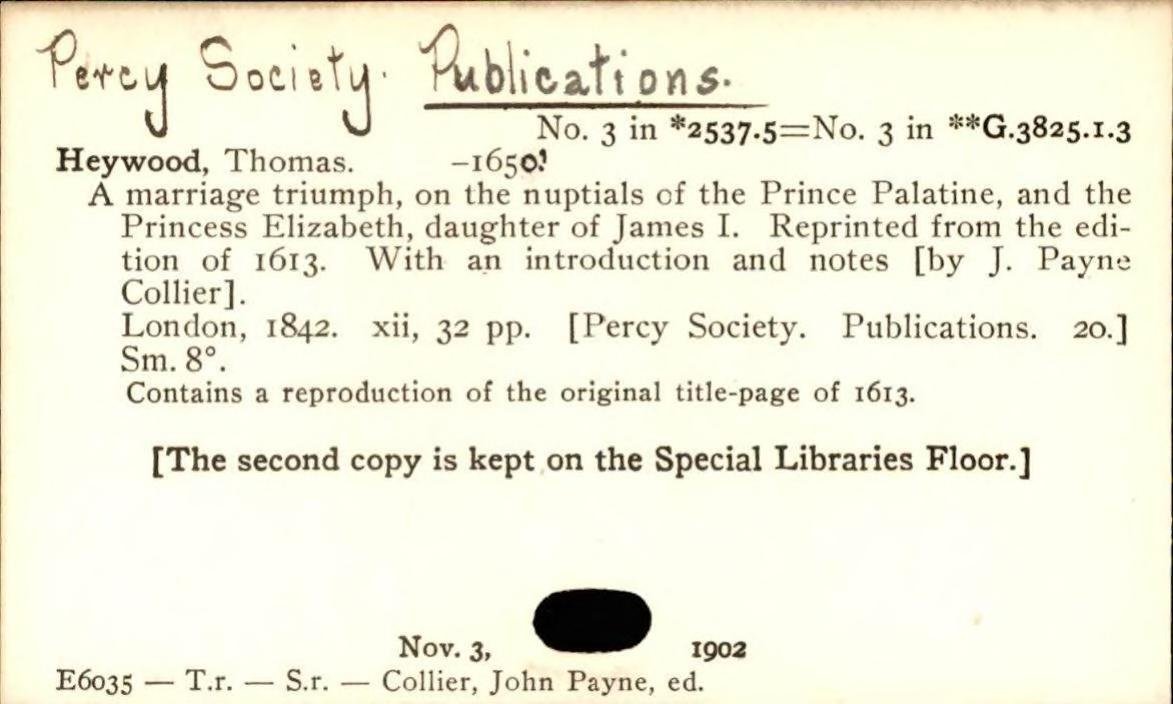 Percy Society. Publications.
No. 3 in *2537.5=No. 3 in **G.3825.1.3
Heywood, Thomas. -1650?
A marriage triumph, on the nuptials of the Prince Palatine, and the
Princess Elizabeth, daughter of James I. Reprinted from the edi-
tion of 1613. With an introduction and notes [by J. Payne
Collier].
London, 1842. xii, 32 pp. [Percy Society. Publications. 20.]
Sm. 8°.
Contains a reproduction of the original title-page of 1613.
[The second copy is kept on the Special Libraries Floor.]
Nov. 3, 1902
E6035 — T.r. — S.r. — Collier, John Payne, ed.